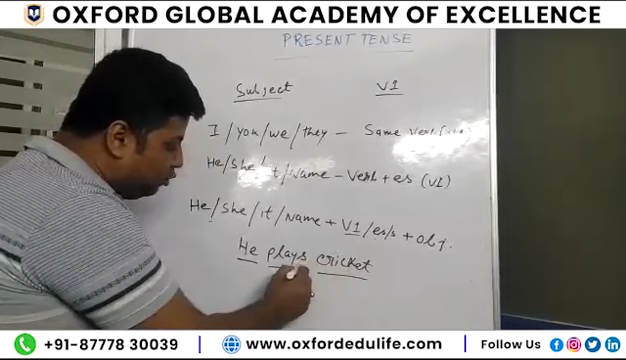 OXFORD GLOBAL ACADEMY OF EXCELLENCE
PRESENT TENSE
Subject V1
I/you/we/they – Same Verb
He/She/it/Name – Verb + es (V1)
He/She/it/Name + V1/es/s + obj.
He plays cricket
+91-87778 30039 | www.oxfordedulife.com | Follow Us